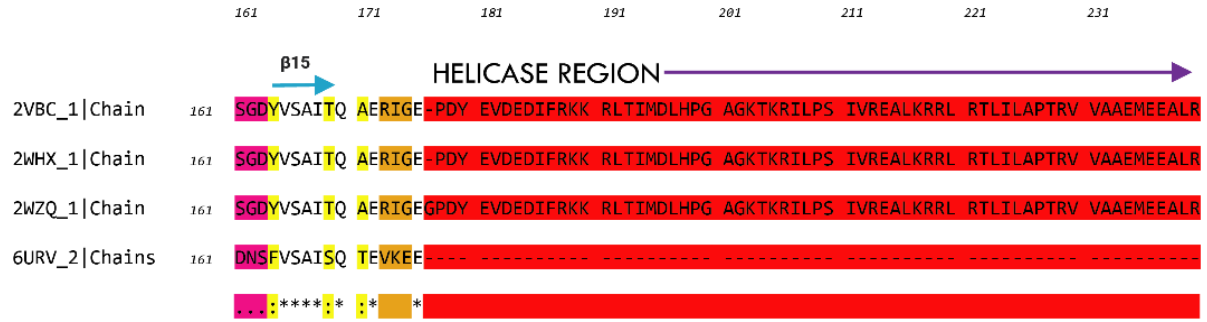 161 171 181 191 201 211 221 231
β15
HELICASE REGION
2VBC_1|Chain 161 SGDYVSAITQ AERIGE-PDY EVDEDIFRKK RLTIMDLHPG AGKTKRILPS IVREALKRRL RTLILAPTRV VAAEMEEALR
2WHX_1|Chain 161 SGDYVSAITQ AERIGE-PDY EVDEDIFRKK RLTIMDLHPG AGKTKRILPS IVREALKRRL RTLILAPTRV VAAEMEEALR
2WZQ_1|Chain 161 SGDYVSAITQ AERIGEGPDY EVDEDIFRKK RLTIMDLHPG AGKTKRILPS IVREALKRRL RTLILAPTRV VAAEMEEALR
6URV_2|Chains 161 DNSFVSAISQ TEVKEE---- ---------- ---------- ---------- ---------- ---------- ----------
...:****:* :* *